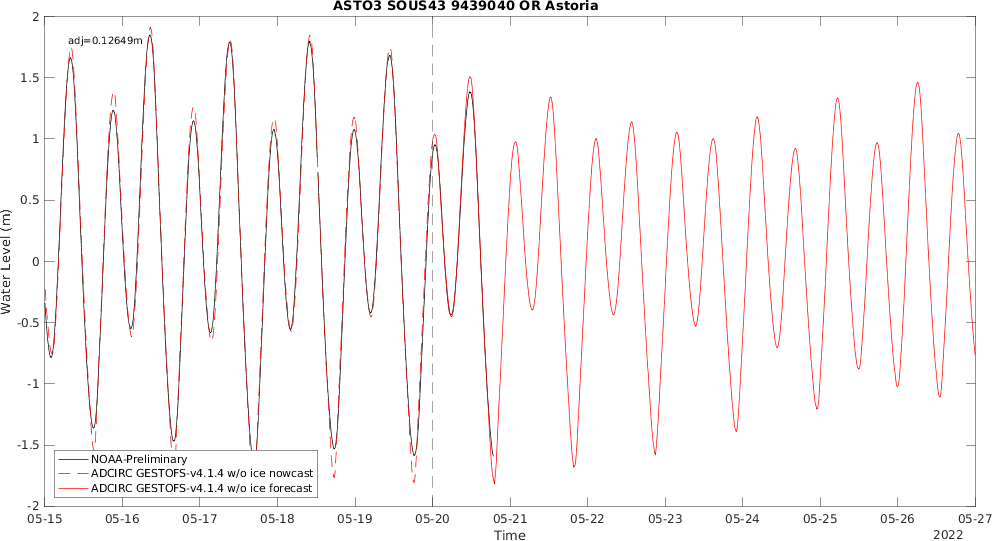 ASTO3 SOUS43 9439040 OR Astoria
adj=0.12649m
2
1.5
1
0.5
0
-0.5
-1
-1.5
-2
Water Level (m)
NOAA-Preliminary
ADCIRC GESTOFS-v4.1.4 w/o ice nowcast
ADCIRC GESTOFS-v4.1.4 w/o ice forecast
05-15 05-16 05-17 05-18 05-19 05-20 05-21 05-22 05-23 05-24 05-25 05-26 05-27
Time
2022